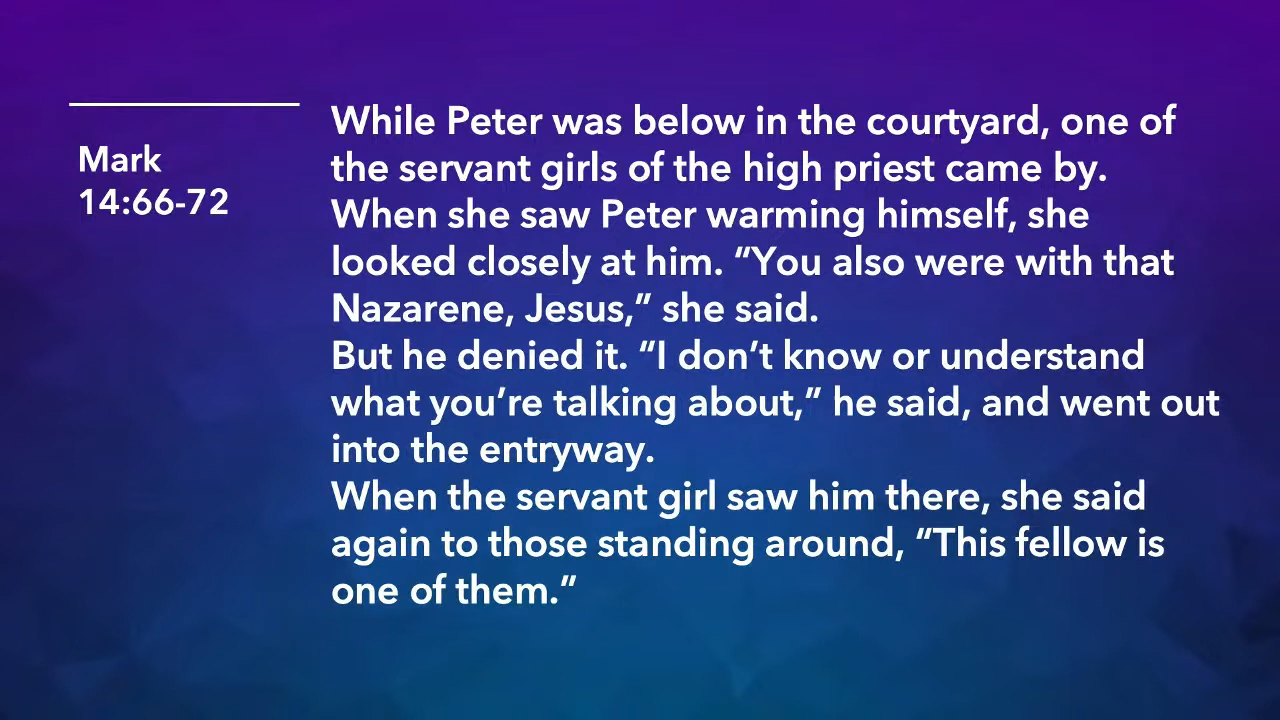 Mark
14:66-72
While Peter was below in the courtyard, one of
the servant girls of the high priest came by.
When she saw Peter warming himself, she
looked closely at him. “You also were with that
Nazarene, Jesus,” she said.
But he denied it. “I don’t know or understand
what you’re talking about,” he said, and went out
into the entryway.
When the servant girl saw him there, she said
again to those standing around, “This fellow is
one of them.”